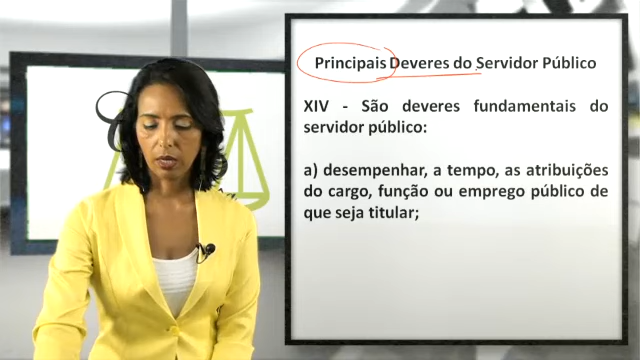 Principais Deveres do Servidor Público
XIV - São deveres fundamentais do
servidor público:
a) desempenhar, a tempo, as atribuições
do cargo, função ou emprego público de
que seja titular;